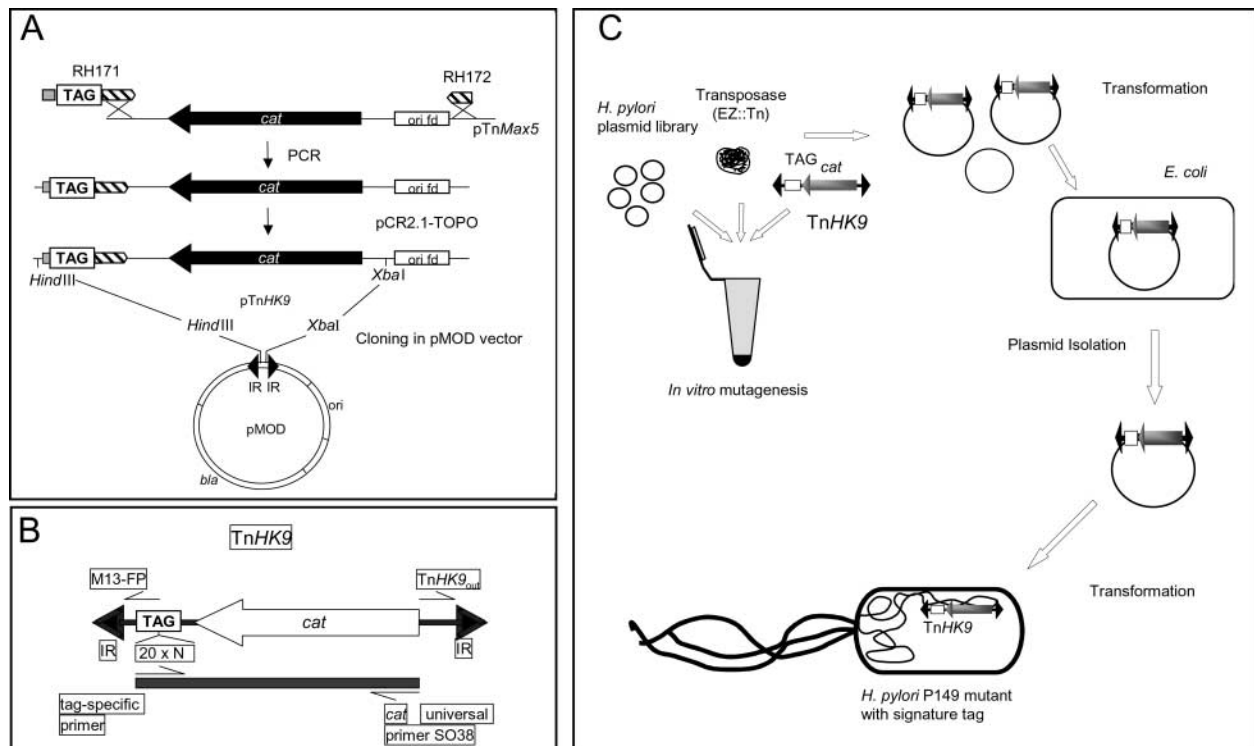 A
RH171
RH172
TAG
cat
ori fd
pTnMax5
PCR
TAG
cat
ori fd
pCR2.1-TOPO
TAG
cat
ori fd
HindIII
XbaI
pTnHK9
HindIII
XbaI
Cloning in pMOD vector
IR IR
ori
pMOD
bla
B
TnHK9
M13-FP
TnHK9out
TAG
cat
IR
IR
20 x N
tag-specific
primer
cat universal
primer SO38
C
H. pylori
plasmid library
Transposase
(EZ::Tn)
TAG
cat
TnHK9
In vitro mutagenesis
Transformation
E. coli
Plasmid Isolation
Transformation
TnHK9
H. pylori P149 mutant
with signature tag